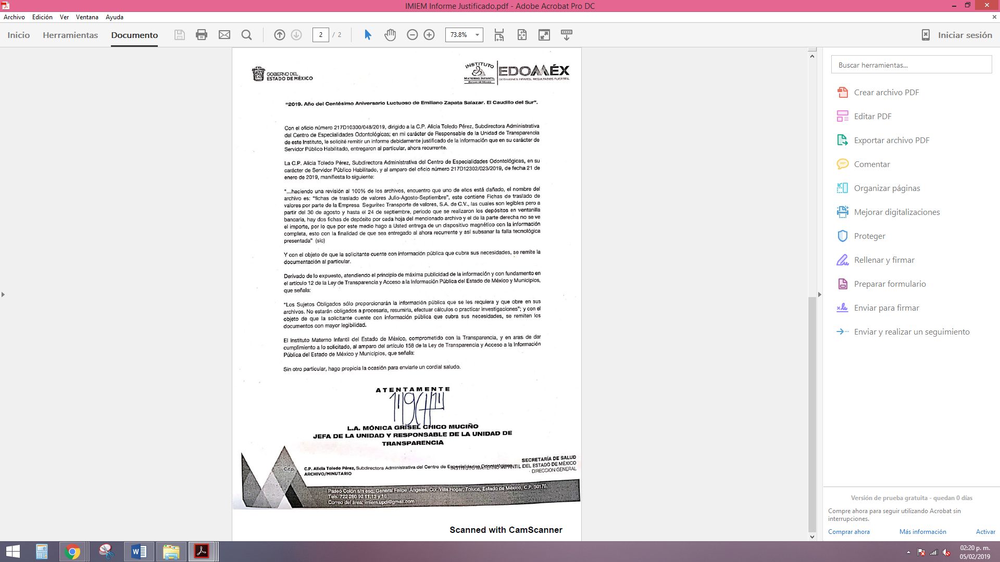 IMIEM Informe Justificado.pdf - Adobe Acrobat Pro DC
Archivo Edición Ver Ventana Ayuda
Inicio Herramientas Documento 2 / 2 73.8% Iniciar sesión
GOBIERNO DEL
ESTADO DE MÉXICO
INSTITUTO
MATERNO INFANTIL
ESTADO DE MÉXICO
EDOMÉX
DECISIONES FIRMES, RESULTADOS FUERTES.
"2019. Año del Centésimo Aniversario Luctuoso de Emiliano Zapata Salazar. El Caudillo del Sur".
Con el oficio número 217D10300/048/2019, dirigido a la C.P. Alicia Toledo Pérez, Subdirectora Administrativa
del Centro de Especialidades Odontológicas; en mi carácter de Responsable de la Unidad de Transparencia
de este Instituto, le solicité remitir un informe debidamente justificado de la información que en su carácter de
Servidor Público Habilitado, entregaron al particular, ahora recurrente.
La C.P. Alicia Toledo Pérez, Subdirectora Administrativa del Centro de Especialidades Odontológicas, en su
carácter de Servidor Público Habilitado, y al amparo del oficio número 217D12302/023/2019, de fecha 21 de
enero de 2019, manifiesta lo siguiente:
"...haciendo una revisión al 100% de los archivos, encuentro que uno de ellos está dañado, el nombre del
archivo es: "fichas de traslado de valores Julio-Agosto-Septiembre", este contiene Fichas de traslado de
valores por parte de la Empresa Seguritec Transporte de valores, S.A. de C.V., las cuales son legibles pero a
partir del 30 de agosto y hasta el 24 de septiembre, periodo que se realizaron los depósitos en ventanilla
bancaria, hay dos fichas de depósito por cada hoja del mencionado archivo y el de la parte derecha no se ve
el importe, por lo que por este medio hago a Usted entrega de un dispositivo magnético con la información
completa, esto con la finalidad de que sea entregado al ahora recurrente y así subsanar la falla tecnológica
presentada" (sic)
Y con el objeto de que la solicitante cuente con información pública que cubra sus necesidades, se remite la
documentación al particular.
Derivado de lo expuesto, atendiendo el principio de máxima publicidad de la información y con fundamento en
el artículo 12 de la Ley de Transparencia y Acceso a la Información Pública del Estado de México y Municipios,
que señala:
"Los Sujetos Obligados sólo proporcionarán la información pública que se les requiera y que obre en sus
archivos. No estarán obligados a procesarla, resumirla, efectuar cálculos o practicar investigaciones"; y con el
objeto de que la solicitante cuente con información pública que cubra sus necesidades, se remiten los
documentos con mayor legibilidad.
El Instituto Materno Infantil del Estado de México, comprometido con la Transparencia, y en aras de dar
cumplimiento a lo solicitado, al amparo del artículo 158 de la Ley de Transparencia y Acceso a la Información
Pública del Estado de México y Municipios, que señala:
Sin otro particular, hago propicia la ocasión para enviarle un cordial saludo.
ATENTAMENTE
L.A. MÓNICA GRISEL CHICO MUCIÑO
JEFA DE LA UNIDAD Y RESPONSABLE DE LA UNIDAD DE
TRANSPARENCIA
C.c.p. C.P. Alicia Toledo Pérez, Subdirectora Administrativa del Centro de Especialidades Odontológicas.
ARCHIVO/MINUTARIO
SECRETARÍA DE SALUD
INSTITUTO MATERNO INFANTIL DEL ESTADO DE MÉXICO
DIRECCIÓN GENERAL
Paseo Colón s/n esq. General Felipe Ángeles, Col. Villa Hogar, Toluca, Estado de México, C.P. 50170.
Tels. 722 280 92 11,13 y 16
Correo del área: imiem.updi@gmail.com
Scanned with CamScanner
Buscar herramientas...
Crear archivo PDF
Editar PDF
Exportar archivo PDF
Comentar
Organizar páginas
Mejorar digitalizaciones
Proteger
Rellenar y firmar
Preparar formulario
Enviar para firmar
Enviar y realizar un seguimiento
Versión de prueba gratuita - quedan 0 días
Compre ahora para seguir utilizando Acrobat sin
interrupciones.
Comprar ahora Más información Activar
02:20 p. m.
05/02/2019